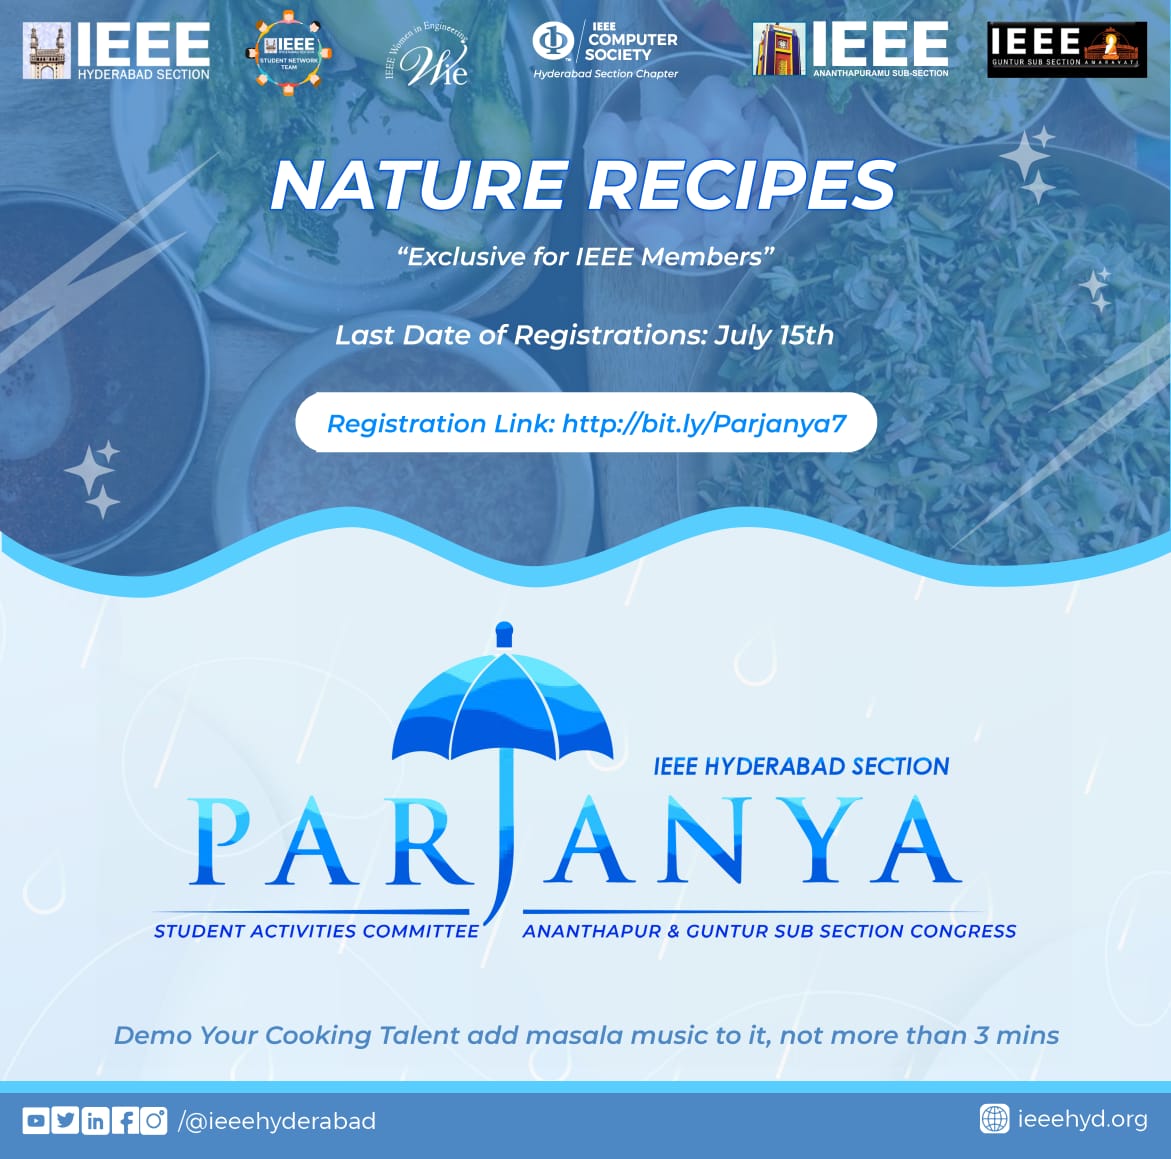 IEEE
HYDERABAD SECTION
IEEE
STUDENT NETWORK
TEAM
IEEE Women in Engineering
WIE
IEEE
COMPUTER
SOCIETY
Hyderabad Section Chapter
IEEE
ANANTHAPURAMU SUB-SECTION
IEEE
GUNTUR SUB SECTION AMARAVATI
NATURE RECIPES
“Exclusive for IEEE Members”
Last Date of Registrations: July 15th
Registration Link: http://bit.ly/Parjanya7
IEEE HYDERABAD SECTION
PARJANYA
STUDENT ACTIVITIES COMMITTEE
ANANTHAPUR & GUNTUR SUB SECTION CONGRESS
Demo Your Cooking Talent add masala music to it, not more than 3 mins
/@ieeehyderabad
ieeehyd.org